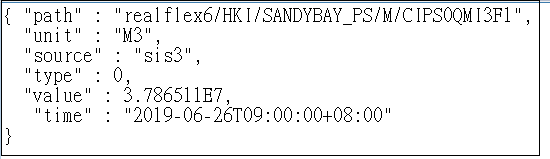 { "path" : "realflex6/HKI/SANDYBAY_PS/M/CIPSOQMI3F1",
"unit" : "M3",
"source" : "sis3",
"type" : 0,
"value" : 3.786511E7,
"time" : "2019-06-26T09:00:00+08:00"
}